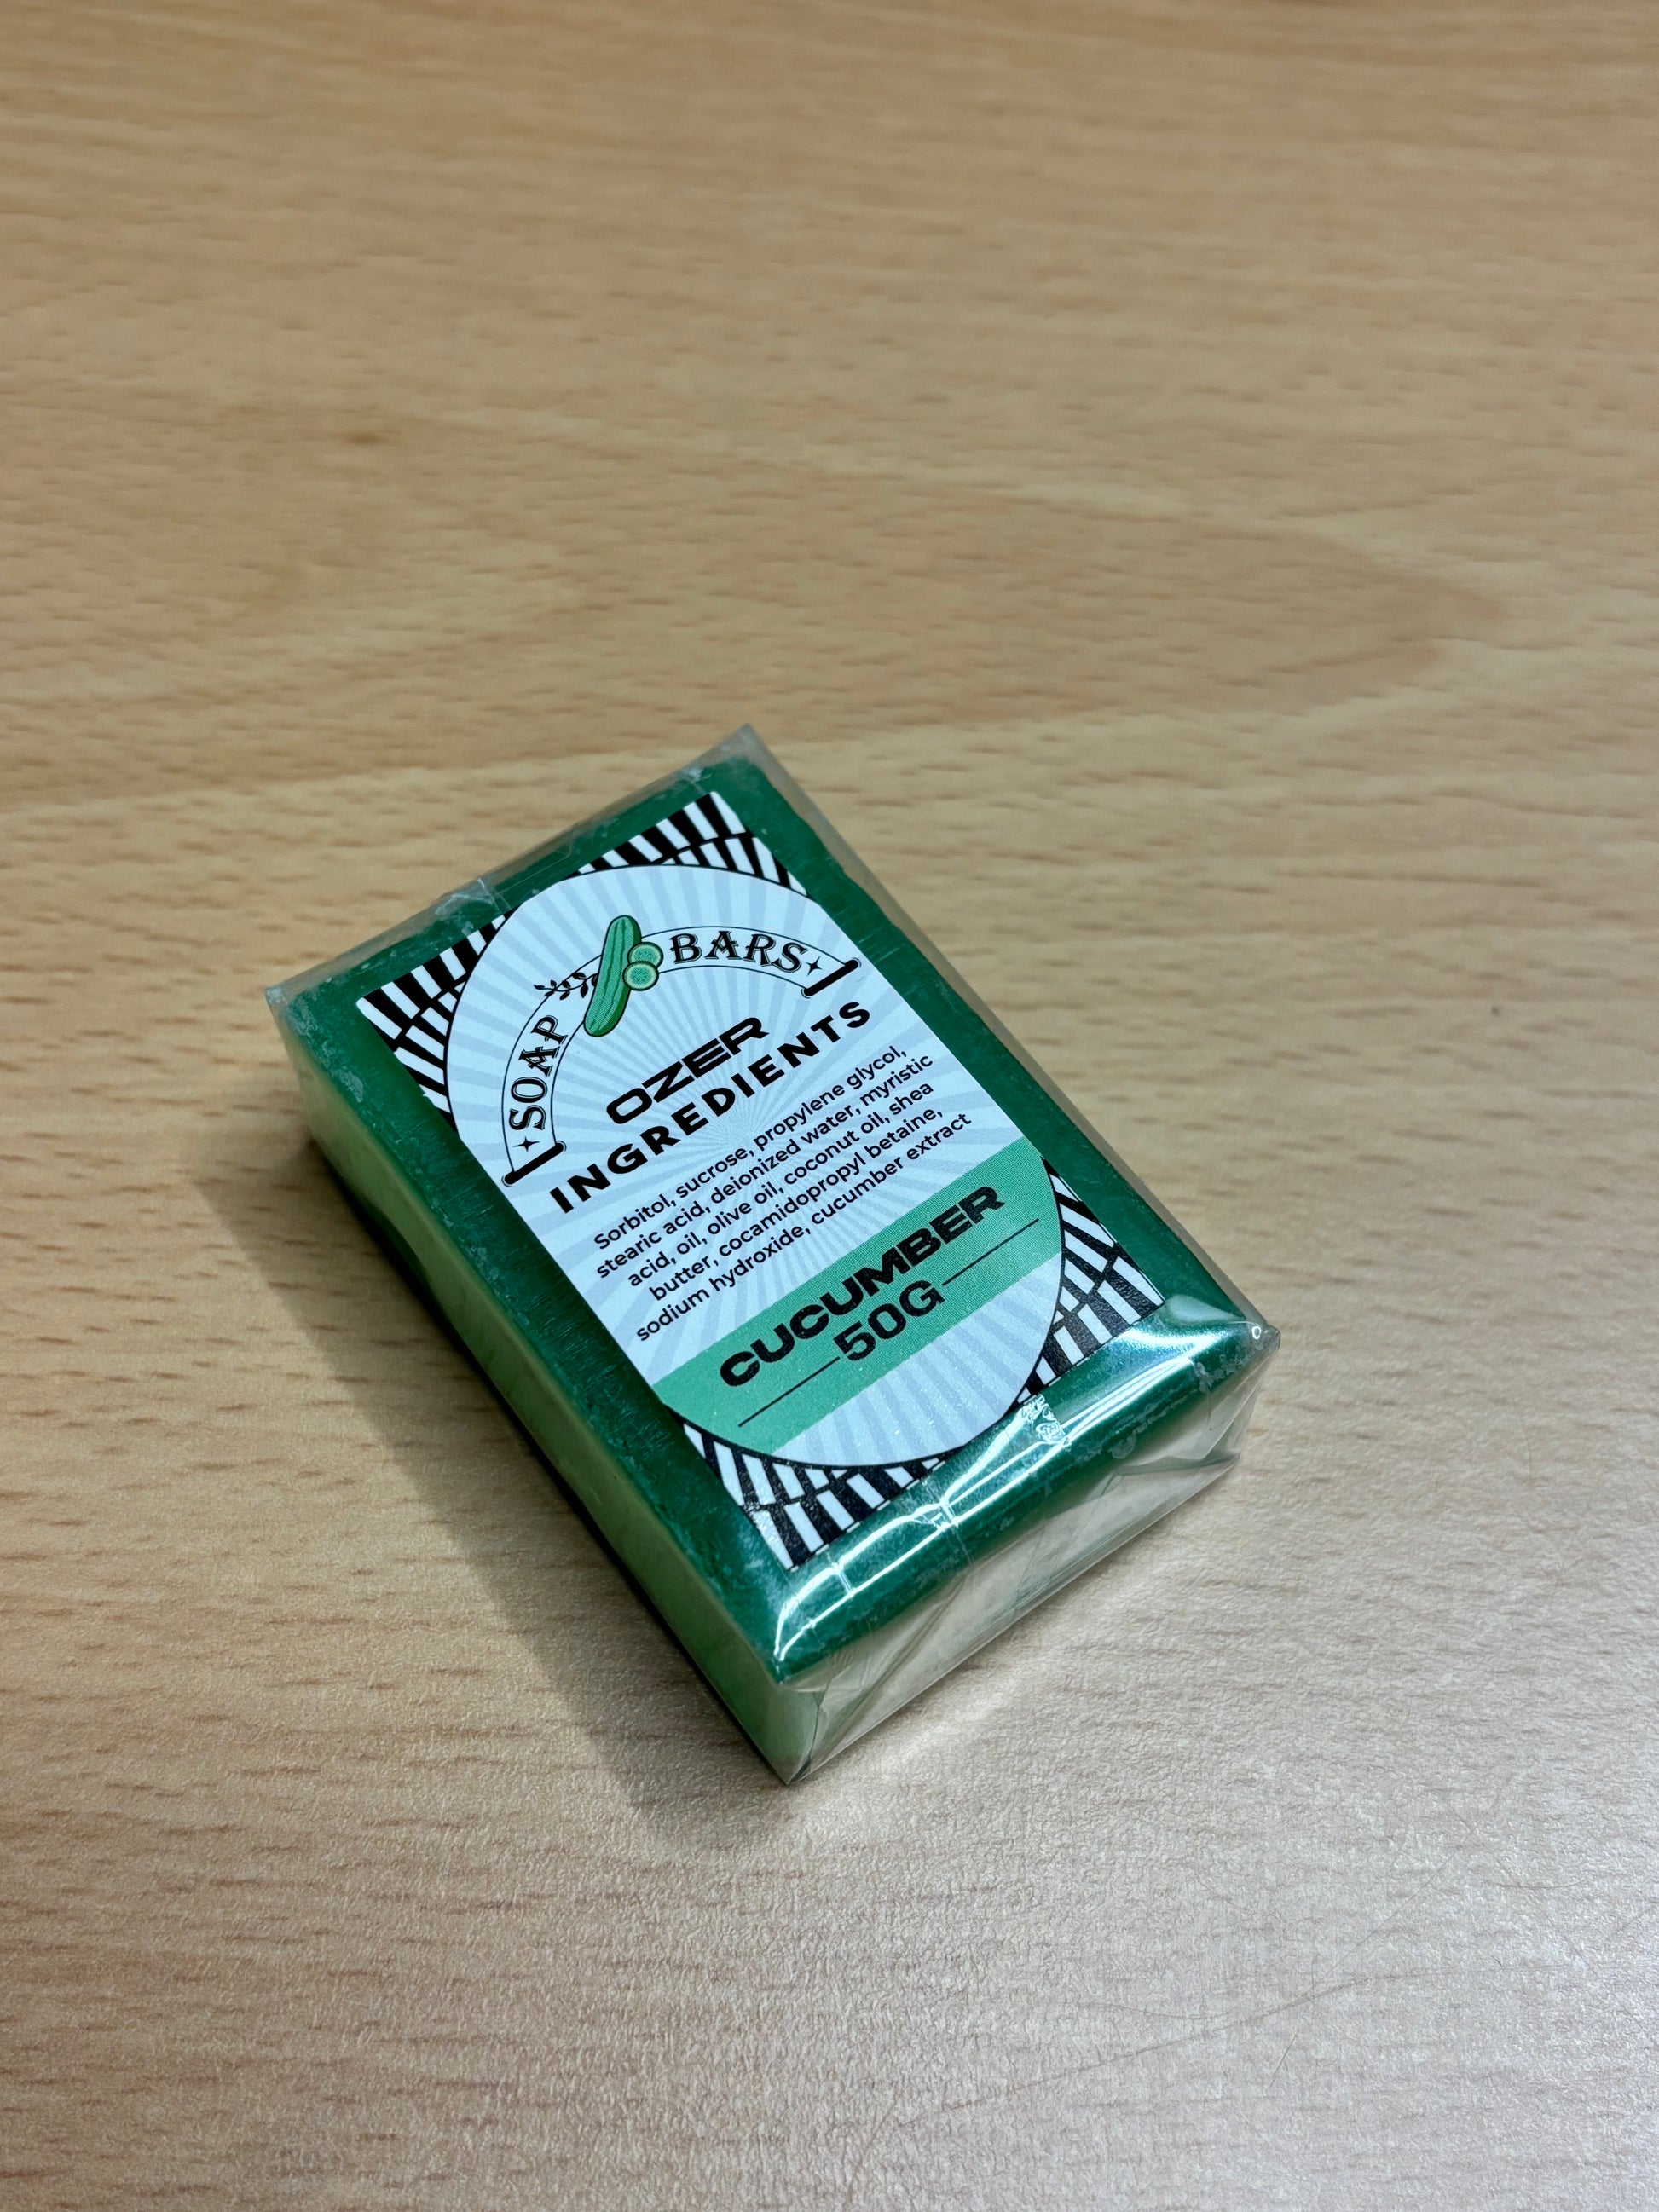 SOAP BARS
OZER
INGREDIENTS
Sorbitol, sucrose, propylene glycol,
stearic acid, deionized water, myristic
acid, oil, olive oil, coconut oil, shea
butter, cocamidopropyl betaine,
sodium hydroxide, cucumber extract
CUCUMBER
50G